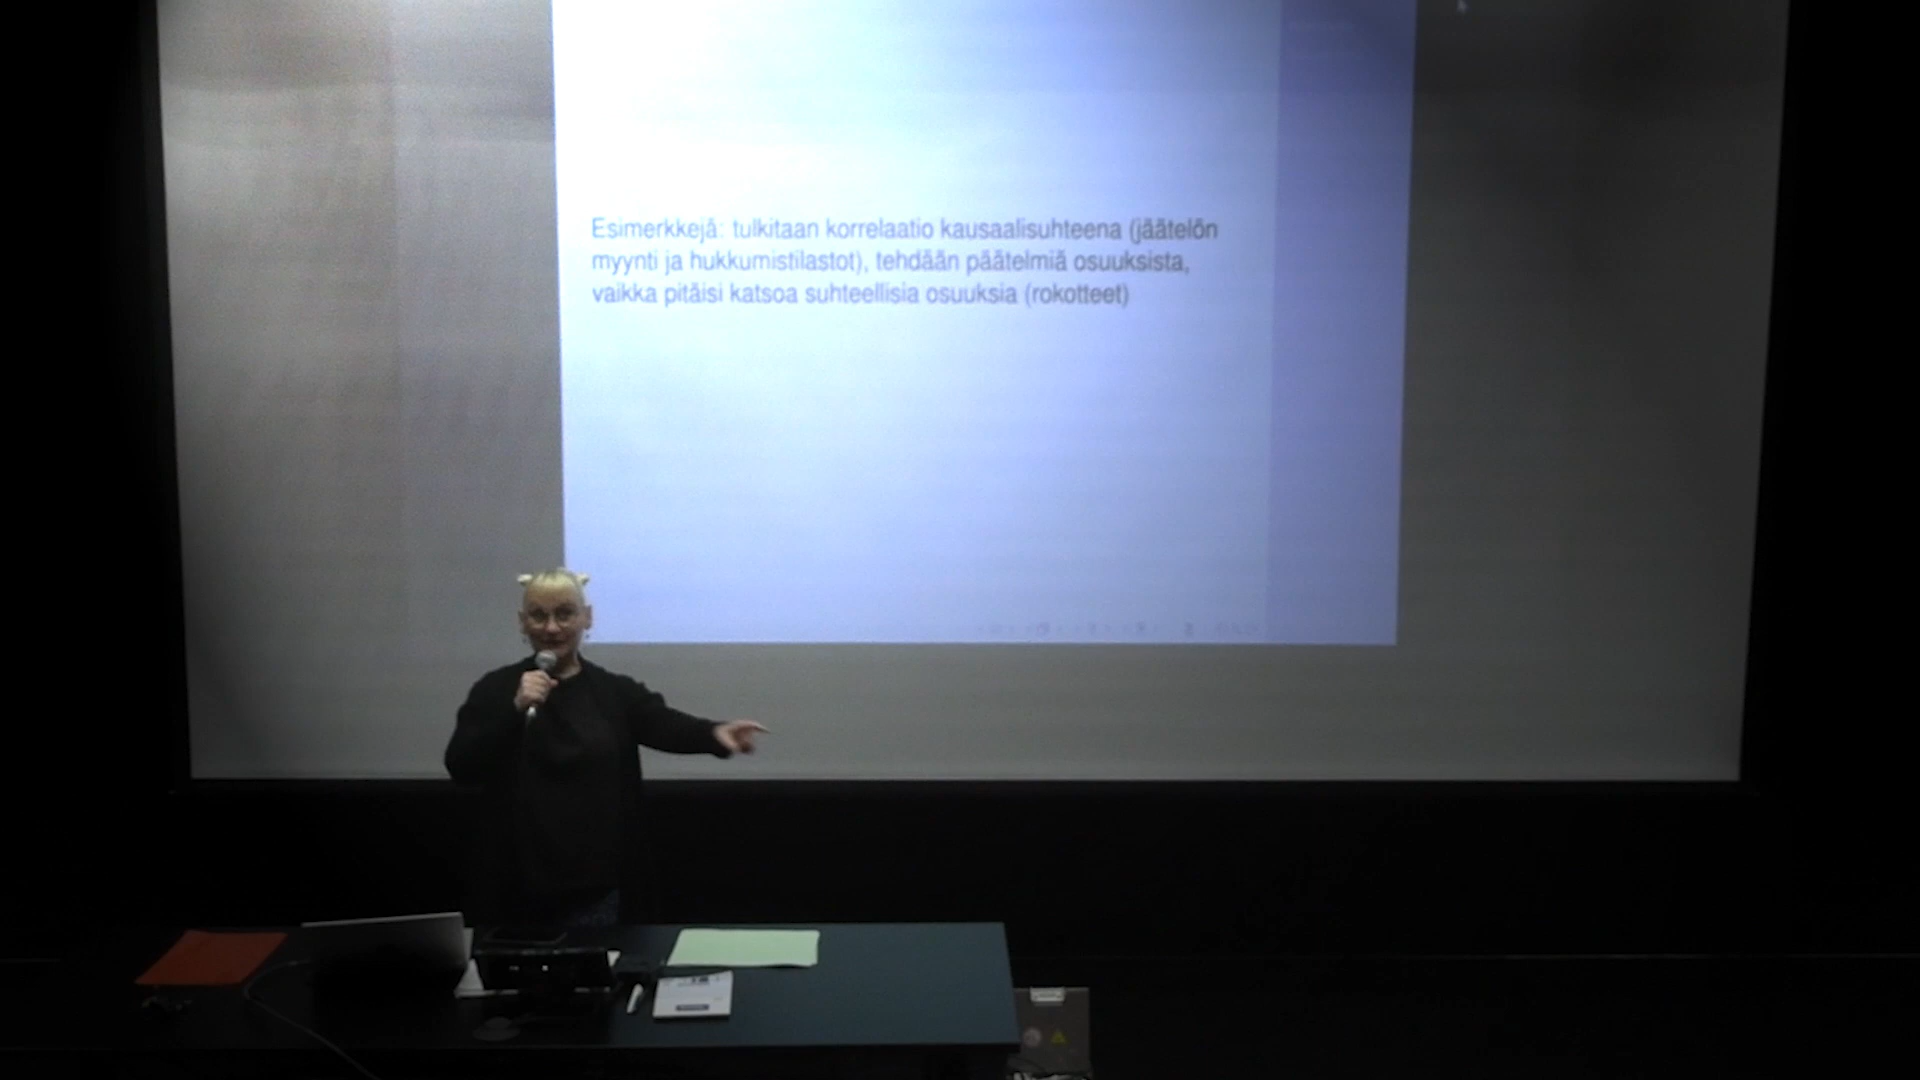 Esimerkkejä: tulkitaan korrelaatio kausaalisuhteena (jäätelön
myynti ja hukkumistilastot), tehdään päätelmiä osuuksista,
vaikka pitäisi katsoa suhteellisia osuuksia (rokotteet)